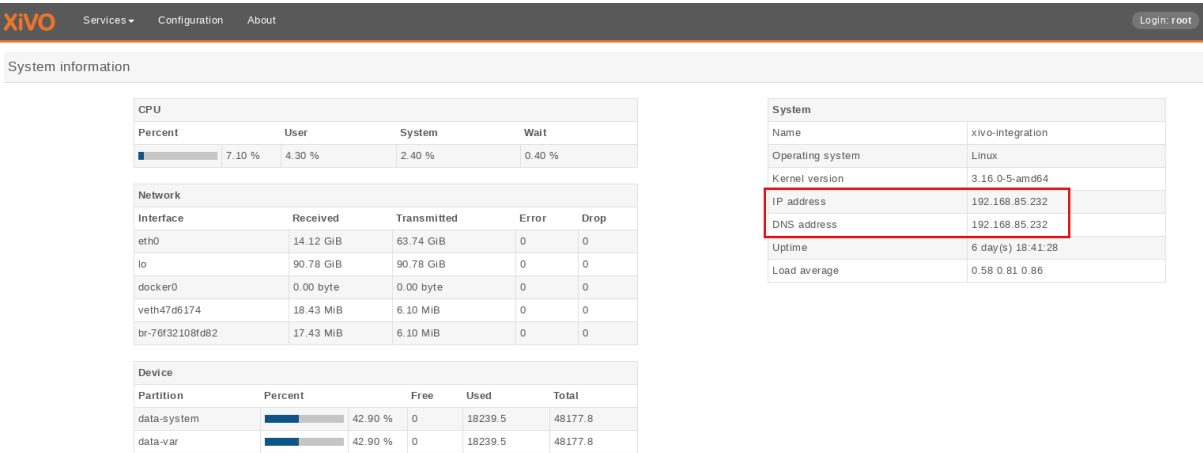 XiVO Services Configuration About Login: root
System information
CPU
Percent User System Wait
7.10 % 4.30 % 2.40 % 0.40 %
Network
Interface Received Transmitted Error Drop
eth0 14.12 GiB 63.74 GiB 0 0
lo 90.78 GiB 90.78 GiB 0 0
docker0 0.00 byte 0.00 byte 0 0
veth47d6174 18.43 MiB 6.10 MiB 0 0
br-76f32108fd82 17.43 MiB 6.10 MiB 0 0
Device
Partition Percent Free Used Total
data-system 42.90 % 0 18239.5 48177.8
data-var 42.90 % 0 18239.5 48177.8
System
Name xivo-integration
Operating system Linux
Kernel version 3.16.0-5-amd64
IP address 192.168.85.232
DNS address 192.168.85.232
Uptime 6 day(s) 18:41:28
Load average 0.58 0.81 0.86